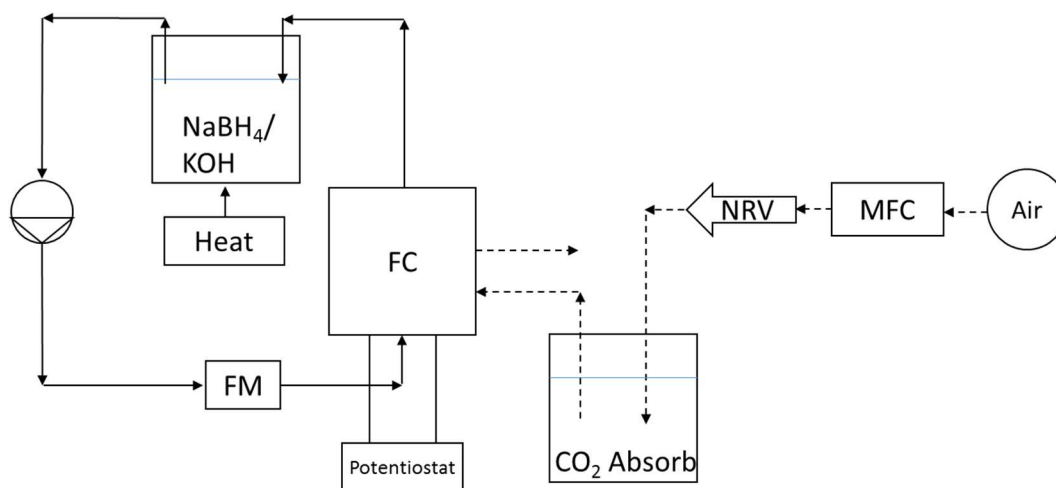 NaBH₄/
KOH
Heat
FC
NRV
MFC
Air
FM
Potentiostat
CO₂ Absorb